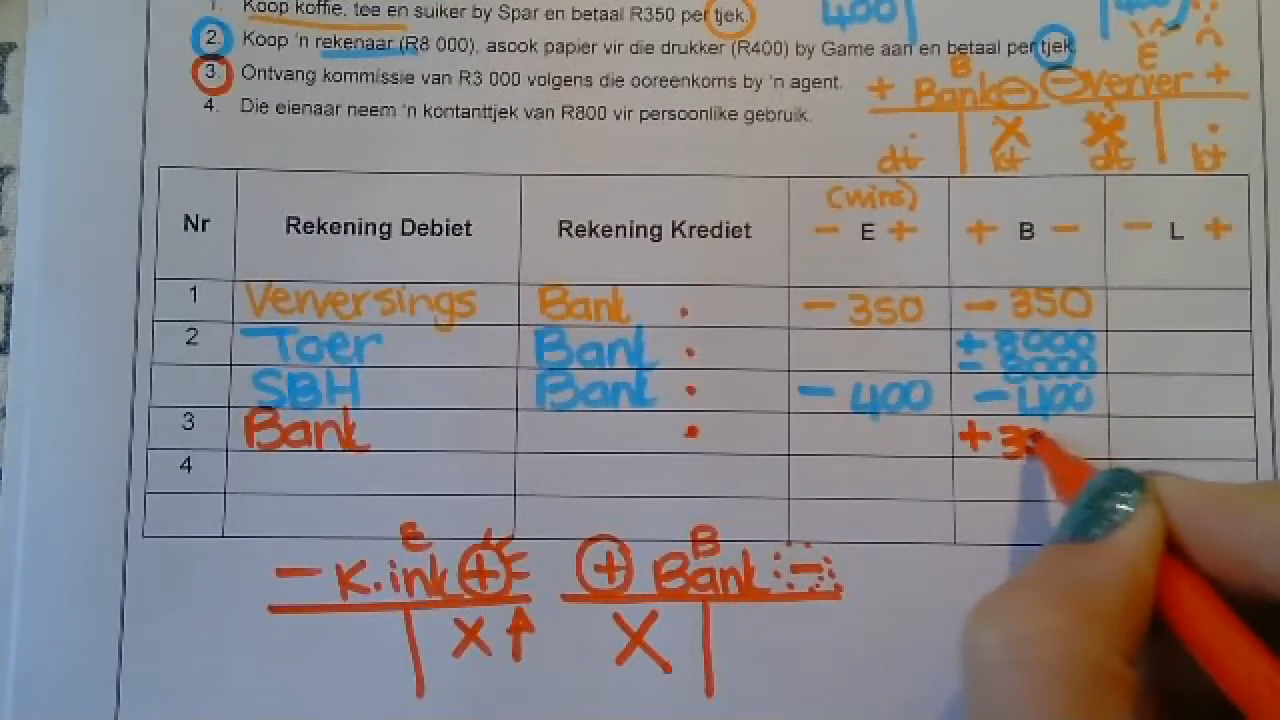 1. Koop koffie, tee en suiker by Spar en betaal R350 per tjek.
400
2. Koop 'n rekenaar (R8 000), asook papier vir die drukker (R400) by Game aan en betaal per tjek.
3. Ontvang kommissie van R3 000 volgens die ooreenkoms by 'n agent.
4. Die eienaar neem 'n kontanttjek van R800 vir persoonlike gebruik.
B E
+ Bank - - Verver +
X X
dt kt dt kt
Nr Rekening Debiet Rekening Krediet (wins) - E + + B - - L +
1 Verversings Bank - 350 - 350
2 Toer Bank + 8000
- 8000
SBH Bank - 400 - 400
3 Bank + 3
4
E B
- K.ink + + Bank -
X X